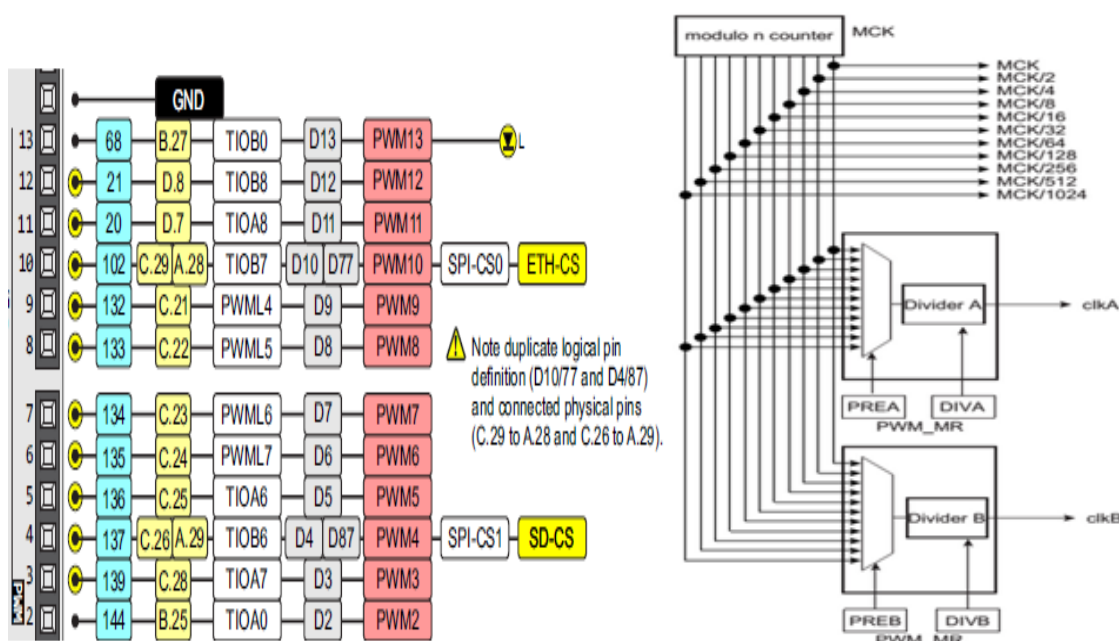 GND
13 68 B.27 TIOB0 D13 PWM13 L
12 21 D.8 TIOB8 D12 PWM12
11 20 D.7 TIOA8 D11 PWM11
10 102 C.29 A.28 TIOB7 D10 D77 PWM10 SPI-CS0 ETH-CS
9 132 C.21 PWML4 D9 PWM9
8 133 C.22 PWML5 D8 PWM8
Note duplicate logical pin
definition (D10/77 and D4/87)
and connected physical pins
(C.29 to A.28 and C.26 to A.29).
7 134 C.23 PWML6 D7 PWM7
6 135 C.24 PWML7 D6 PWM6
5 136 C.25 TIOA6 D5 PWM5
4 137 C.26 A.29 TIOB6 D4 D87 PWM4 SPI-CS1 SD-CS
3 139 C.28 TIOA7 D3 PWM3
2 144 B.25 TIOA0 D2 PWM2
PWM
modulo n counter MCK
MCK
MCK/2
MCK/4
MCK/8
MCK/16
MCK/32
MCK/64
MCK/128
MCK/256
MCK/512
MCK/1024
Divider A clkA
PREA DIVA
PWM_MR
Divider B clkB
PREB DIVB
PWM_MR